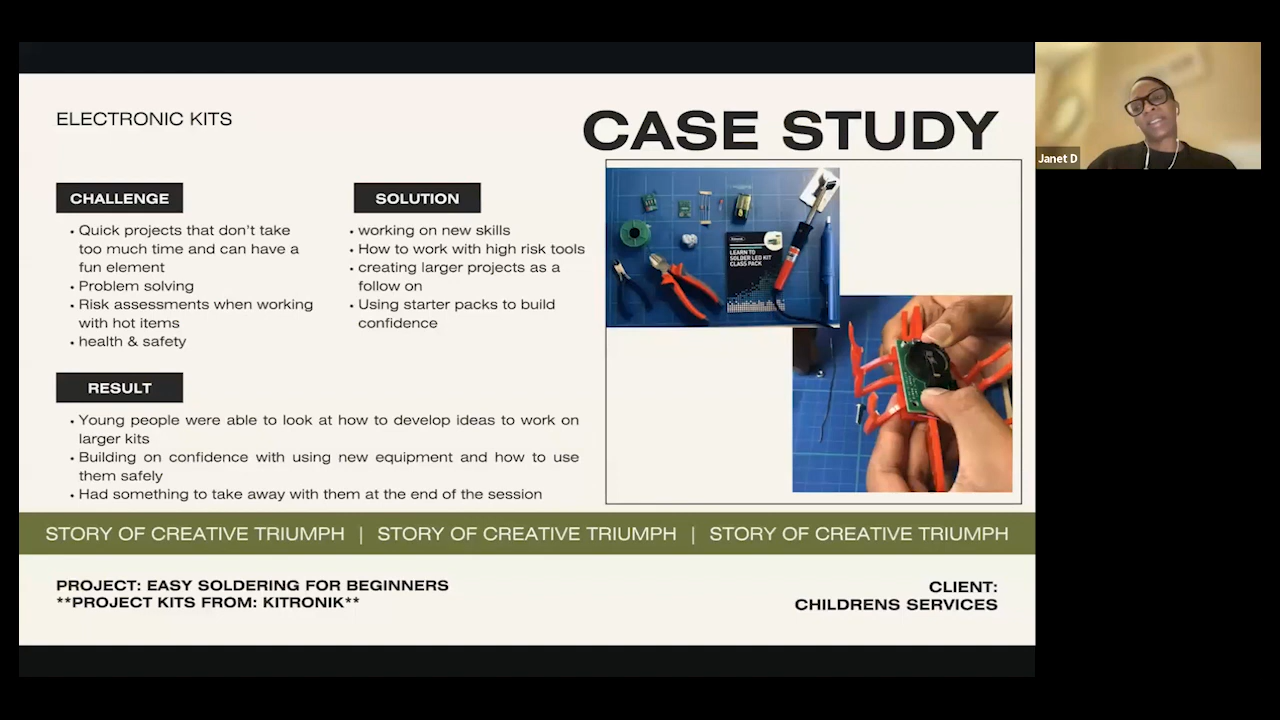 ELECTRONIC KITS
CASE STUDY
CHALLENGE
• Quick projects that don't take
too much time and can have a
fun element
• Problem solving
• Risk assessments when working
with hot items
• health & safety
SOLUTION
• working on new skills
• How to work with high risk tools
• creating larger projects as a
follow on
• Using starter packs to build
confidence
RESULT
• Young people were able to look at how to develop ideas to work on
larger kits
• Building on confidence with using new equipment and how to use
them safely
• Had something to take away with them at the end of the session
LEARN TO
SOLDER LED KIT
CLASS PACK
STORY OF CREATIVE TRIUMPH | STORY OF CREATIVE TRIUMPH | STORY OF CREATIVE TRIUMPH
PROJECT: EASY SOLDERING FOR BEGINNERS
**PROJECT KITS FROM: KITRONIK**
CLIENT:
CHILDRENS SERVICES
Janet D